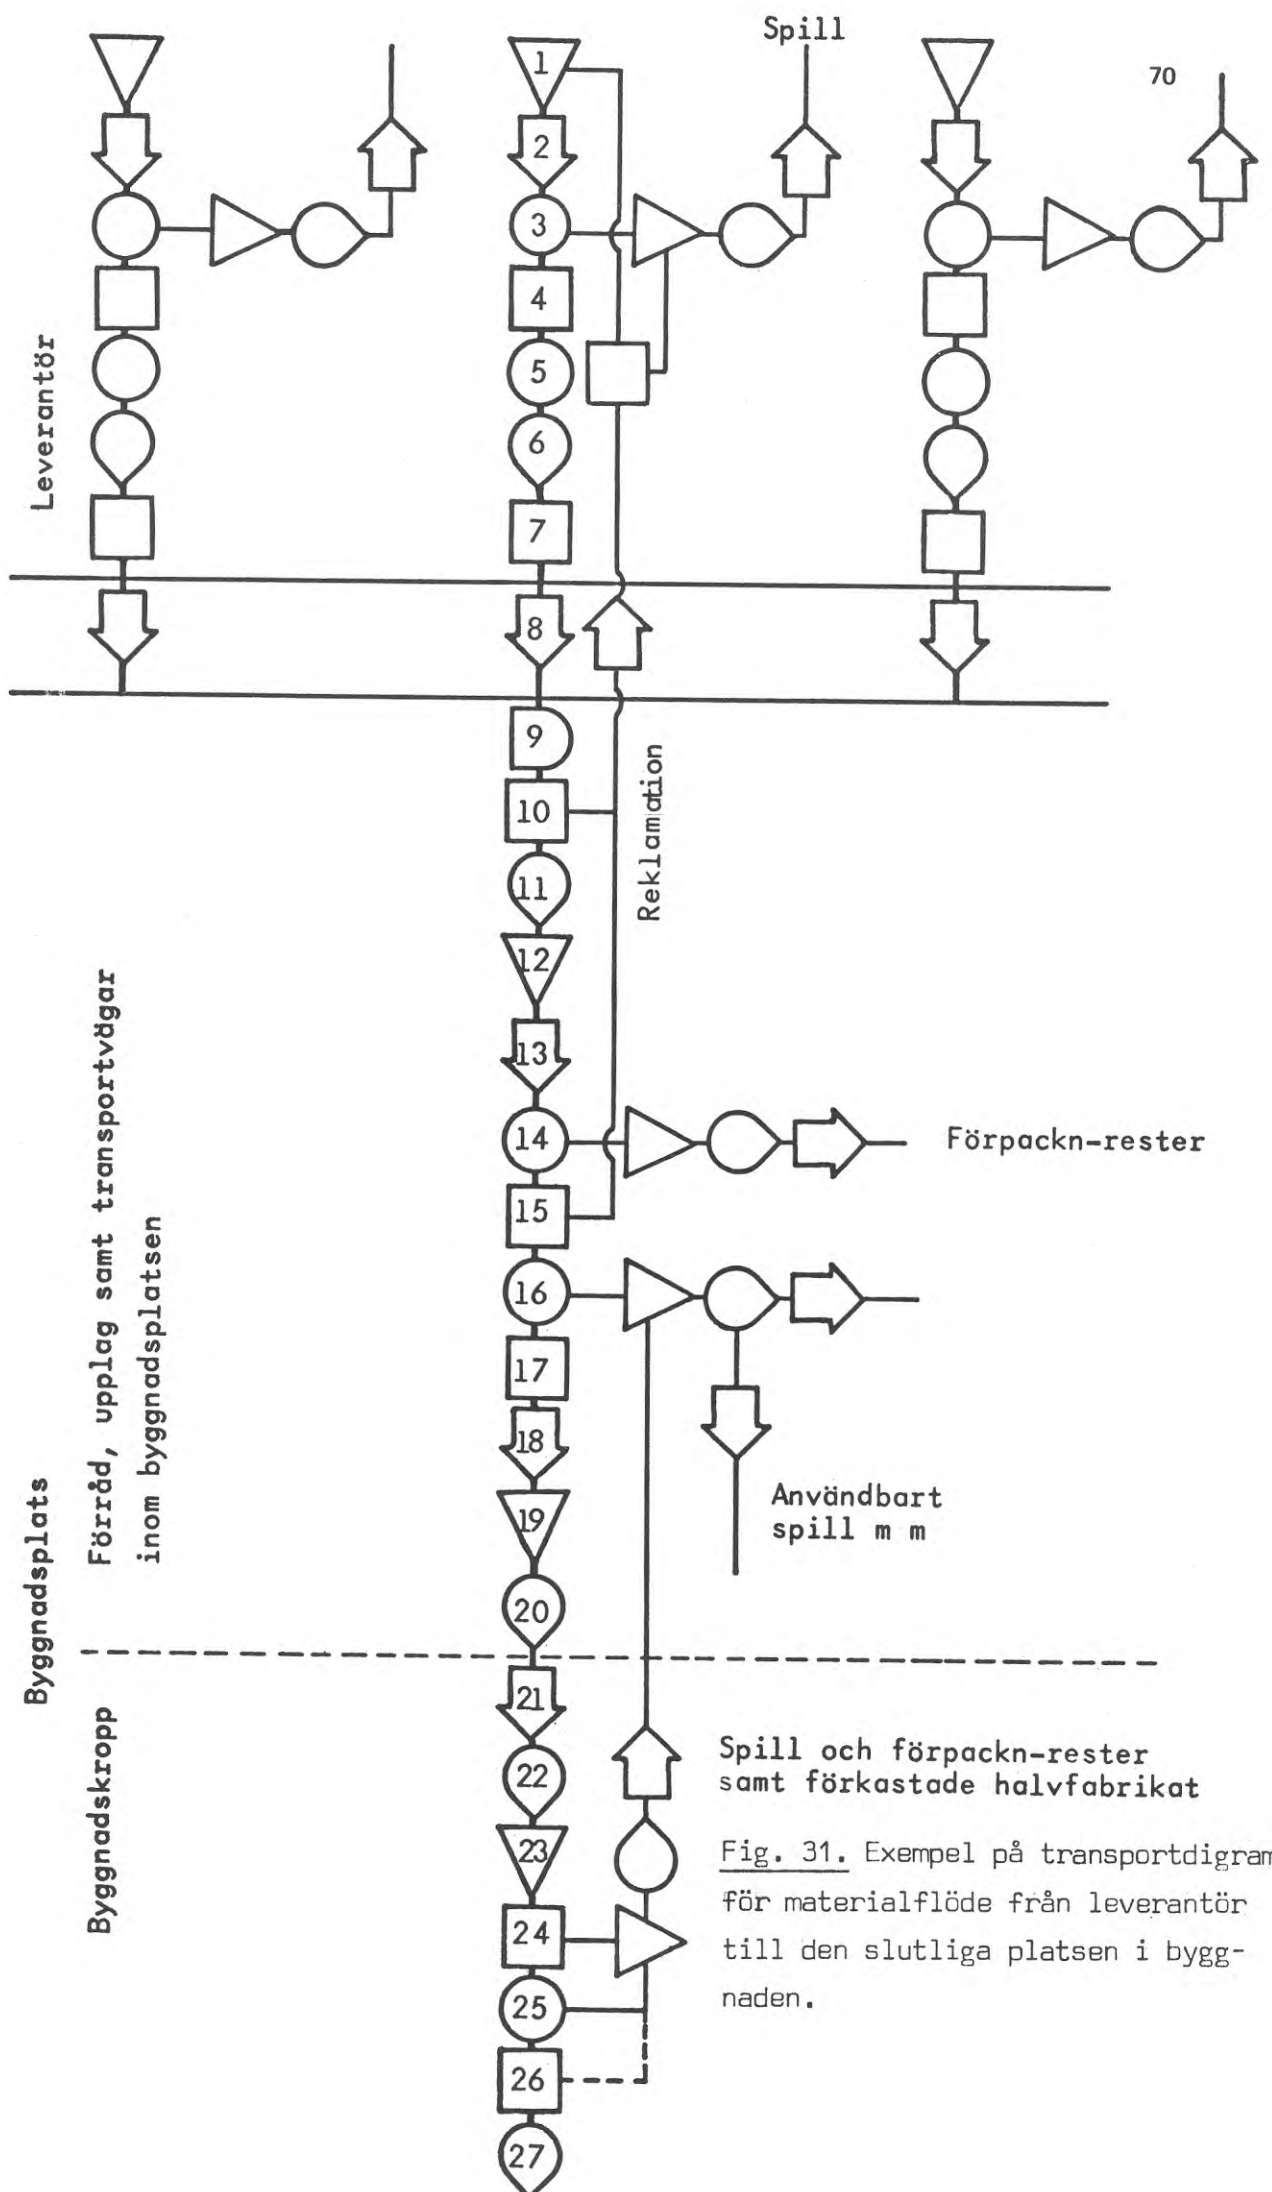 Spill
70
1
2
3
4
5
6
7
Leverantör
8
9
10
Reklamation
11
12
13
14
Förpackn-rester
15
16
17
18
Användbart
spill m m
19
20
Byggnadsplats
Förråd, upplag samt transportvägar
inom byggnadsplatsen
21
22
Byggnadskropp
Spill och förpackn-rester
samt förkastade halvfabrikat
23
24
25
26
27
Fig. 31. Exempel på transportdigram
för materialflöde från leverantör
till den slutliga platsen i bygg-
naden.